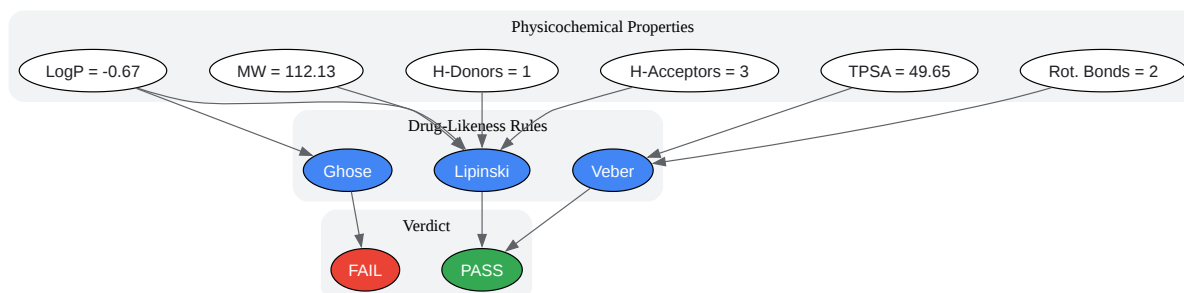 Physicochemical Properties
LogP = -0.67
MW = 112.13
H-Donors = 1
H-Acceptors = 3
TPSA = 49.65
Rot. Bonds = 2
Drug-Likeness Rules
Ghose
Lipinski
Veber
Verdict
FAIL
PASS